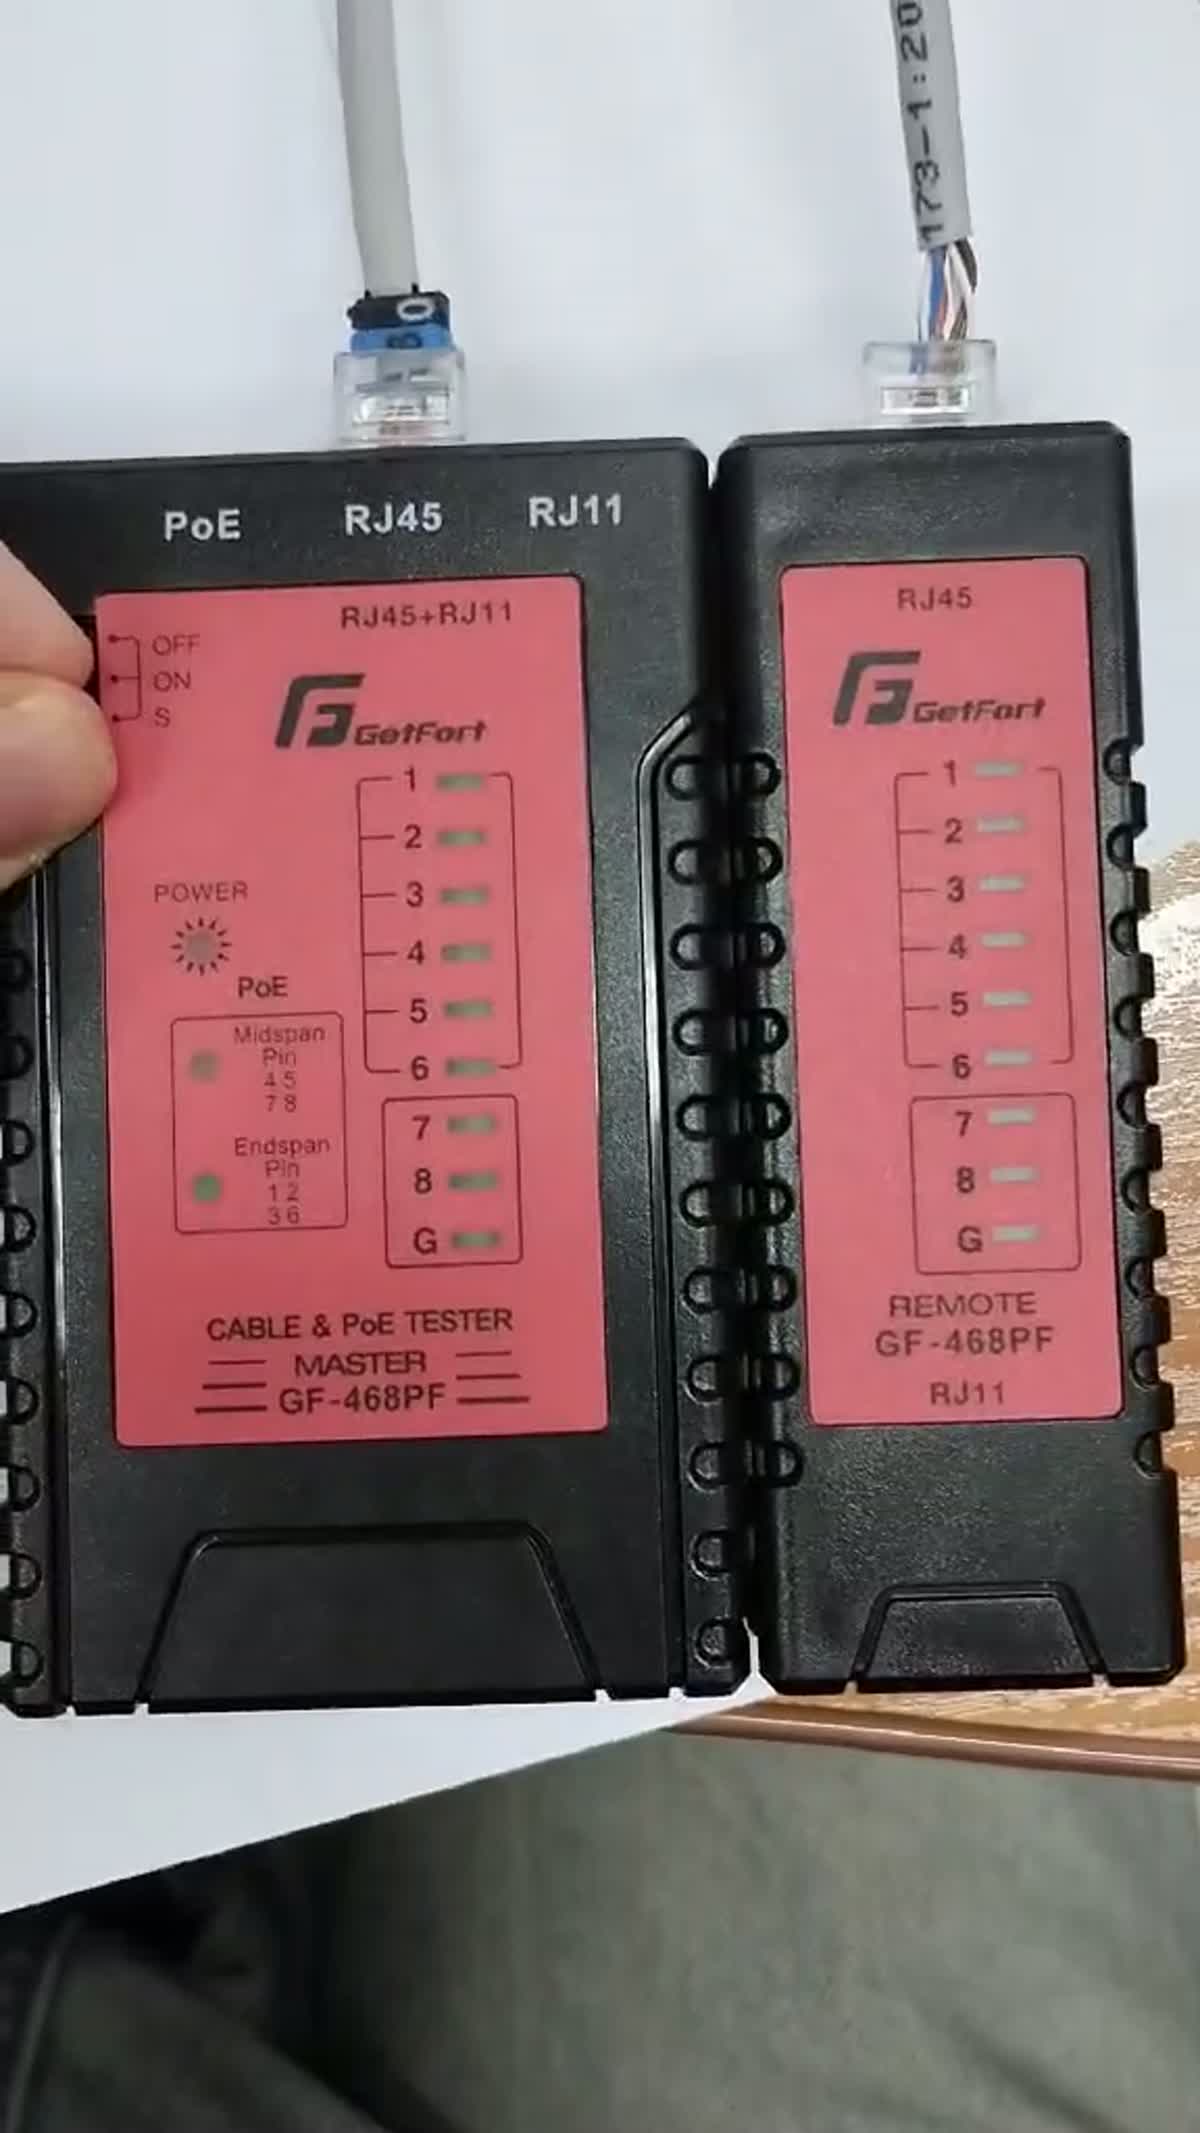 173-1:20
0
8
PoE RJ45 RJ11
RJ45+RJ11
OFF
ON
S
GetFort
1
2
3
4
5
6
7
8
G
POWER
PoE
Midspan
Pin
4 5
7 8
Endspan
Pin
1 2
3 6
CABLE & PoE TESTER
MASTER
GF-468PF
RJ45
GetFort
1
2
3
4
5
6
7
8
G
REMOTE
GF-468PF
RJ11